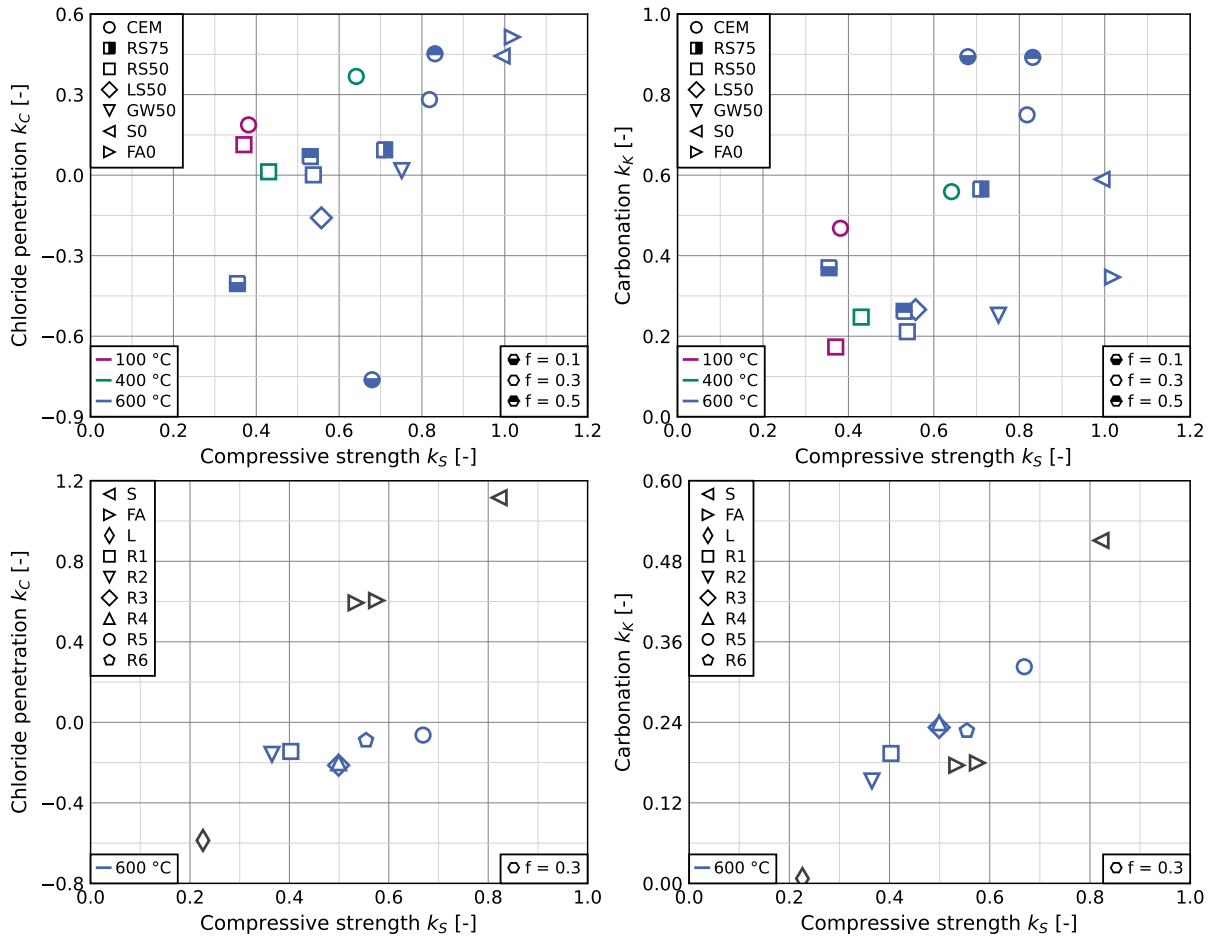 0.6
0.3
0.0
−0.3
−0.6
−0.9
Chloride penetration k_C [-]
CEM
RS75
RS50
LS50
GW50
S0
FA0
100 °C
400 °C
600 °C
f = 0.1
f = 0.3
f = 0.5
0.0 0.2 0.4 0.6 0.8 1.0 1.2
Compressive strength k_S [-]
1.0
0.8
0.6
0.4
0.2
0.0
Carbonation k_K [-]
CEM
RS75
RS50
LS50
GW50
S0
FA0
100 °C
400 °C
600 °C
f = 0.1
f = 0.3
f = 0.5
0.0 0.2 0.4 0.6 0.8 1.0 1.2
Compressive strength k_S [-]
1.2
0.8
0.4
0.0
−0.4
−0.8
Chloride penetration k_C [-]
S
FA
L
R1
R2
R3
R4
R5
R6
600 °C
f = 0.3
0.0 0.2 0.4 0.6 0.8 1.0
Compressive strength k_S [-]
0.60
0.48
0.36
0.24
0.12
0.00
Carbonation k_K [-]
S
FA
L
R1
R2
R3
R4
R5
R6
600 °C
f = 0.3
0.0 0.2 0.4 0.6 0.8 1.0
Compressive strength k_S [-]